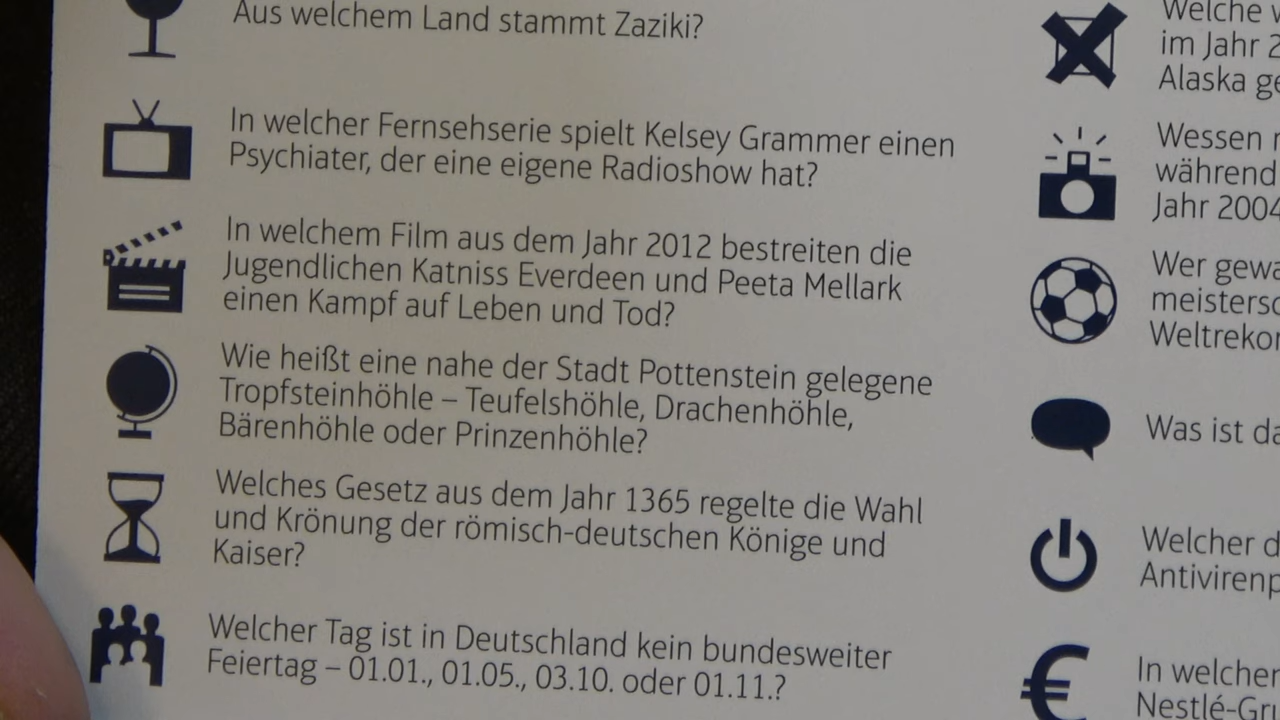 Aus welchem Land stammt Zaziki?
In welcher Fernsehserie spielt Kelsey Grammer einen
Psychiater, der eine eigene Radioshow hat?
In welchem Film aus dem Jahr 2012 bestreiten die
Jugendlichen Katniss Everdeen und Peeta Mellark
einen Kampf auf Leben und Tod?
Wie heißt eine nahe der Stadt Pottenstein gelegene
Tropfsteinhöhle – Teufelshöhle, Drachenhöhle,
Bärenhöhle oder Prinzenhöhle?
Welches Gesetz aus dem Jahr 1365 regelte die Wahl
und Krönung der römisch-deutschen Könige und
Kaiser?
Welcher Tag ist in Deutschland kein bundesweiter
Feiertag – 01.01., 01.05., 03.10. oder 01.11.?
Welche
im Jahr
Alaska
Wessen
während
Jahr 2004
Wer
Was ist
Welcher
In welcher
€